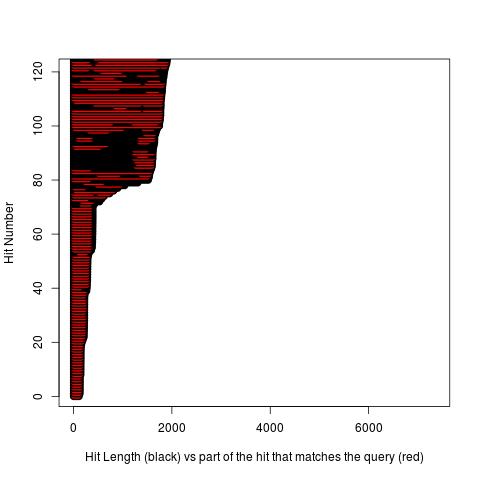 120
100
80
60
40
20
0
Hit Number
0 2000 4000 6000
Hit Length (black) vs part of the hit that matches the query (red)